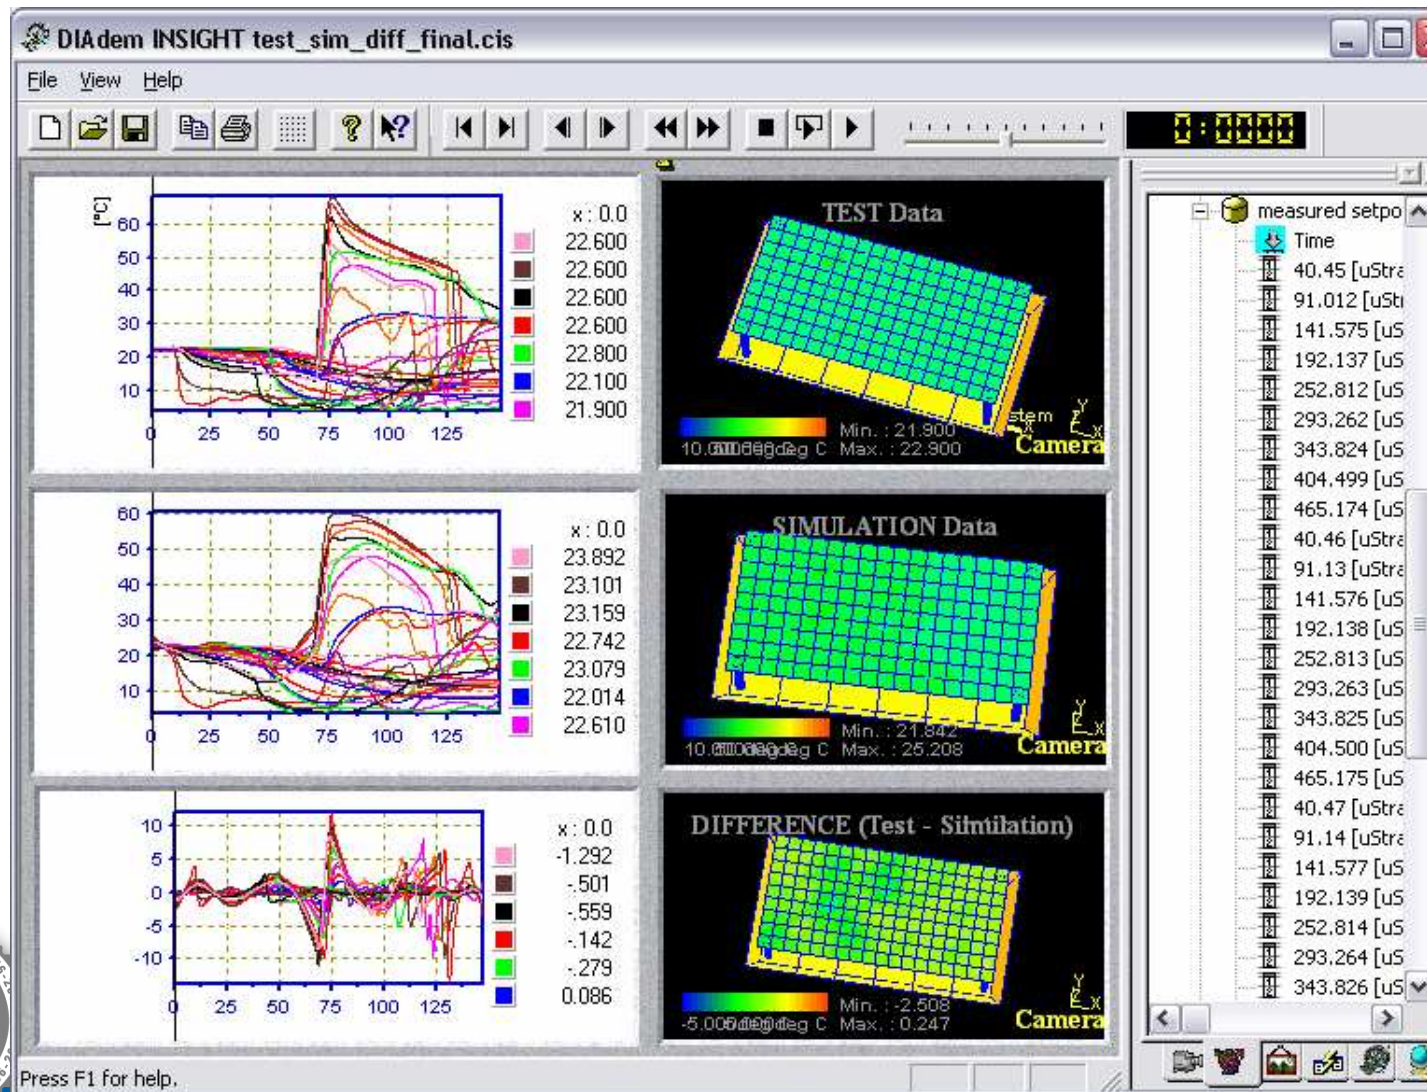 DIAdem INSIGHT test_sim_diff_final.cis
File View Help
0:0000
[°C]
60
50
40
30
20
10
0 25 50 75 100 125
x : 0.0
22.600
22.600
22.600
22.600
22.800
22.100
21.900
TEST Data
stem
Y
Z X
Min. : 21.900
deg C Max. : 22.900
Camera
60
50
40
30
20
10
0 25 50 75 100 125
x : 0.0
23.892
23.101
23.159
22.742
23.079
22.014
22.610
SIMULATION Data
Y
Z X
Min. : 21.842
deg C Max. : 25.208
Camera
10
5
0
-5
-10
0 25 50 75 100 125
x : 0.0
-1.292
-.501
-.559
-.142
-.279
0.086
DIFFERENCE (Test - Simulation)
Y
Z X
Min. : -2.508
deg C Max. : 0.247
Camera
measured setpo
Time
40.45 [uStra
91.012 [uStr
141.575 [uS
192.137 [uS
252.812 [uS
293.262 [uS
343.824 [uS
404.499 [uS
465.174 [uS
40.46 [uStra
91.13 [uStra
141.576 [uS
192.138 [uS
252.813 [uS
293.263 [uS
343.825 [uS
404.500 [uS
465.175 [uS
40.47 [uStra
91.14 [uStra
141.577 [uS
192.139 [uS
252.814 [uS
293.264 [uS
343.826 [uS
Press F1 for help.